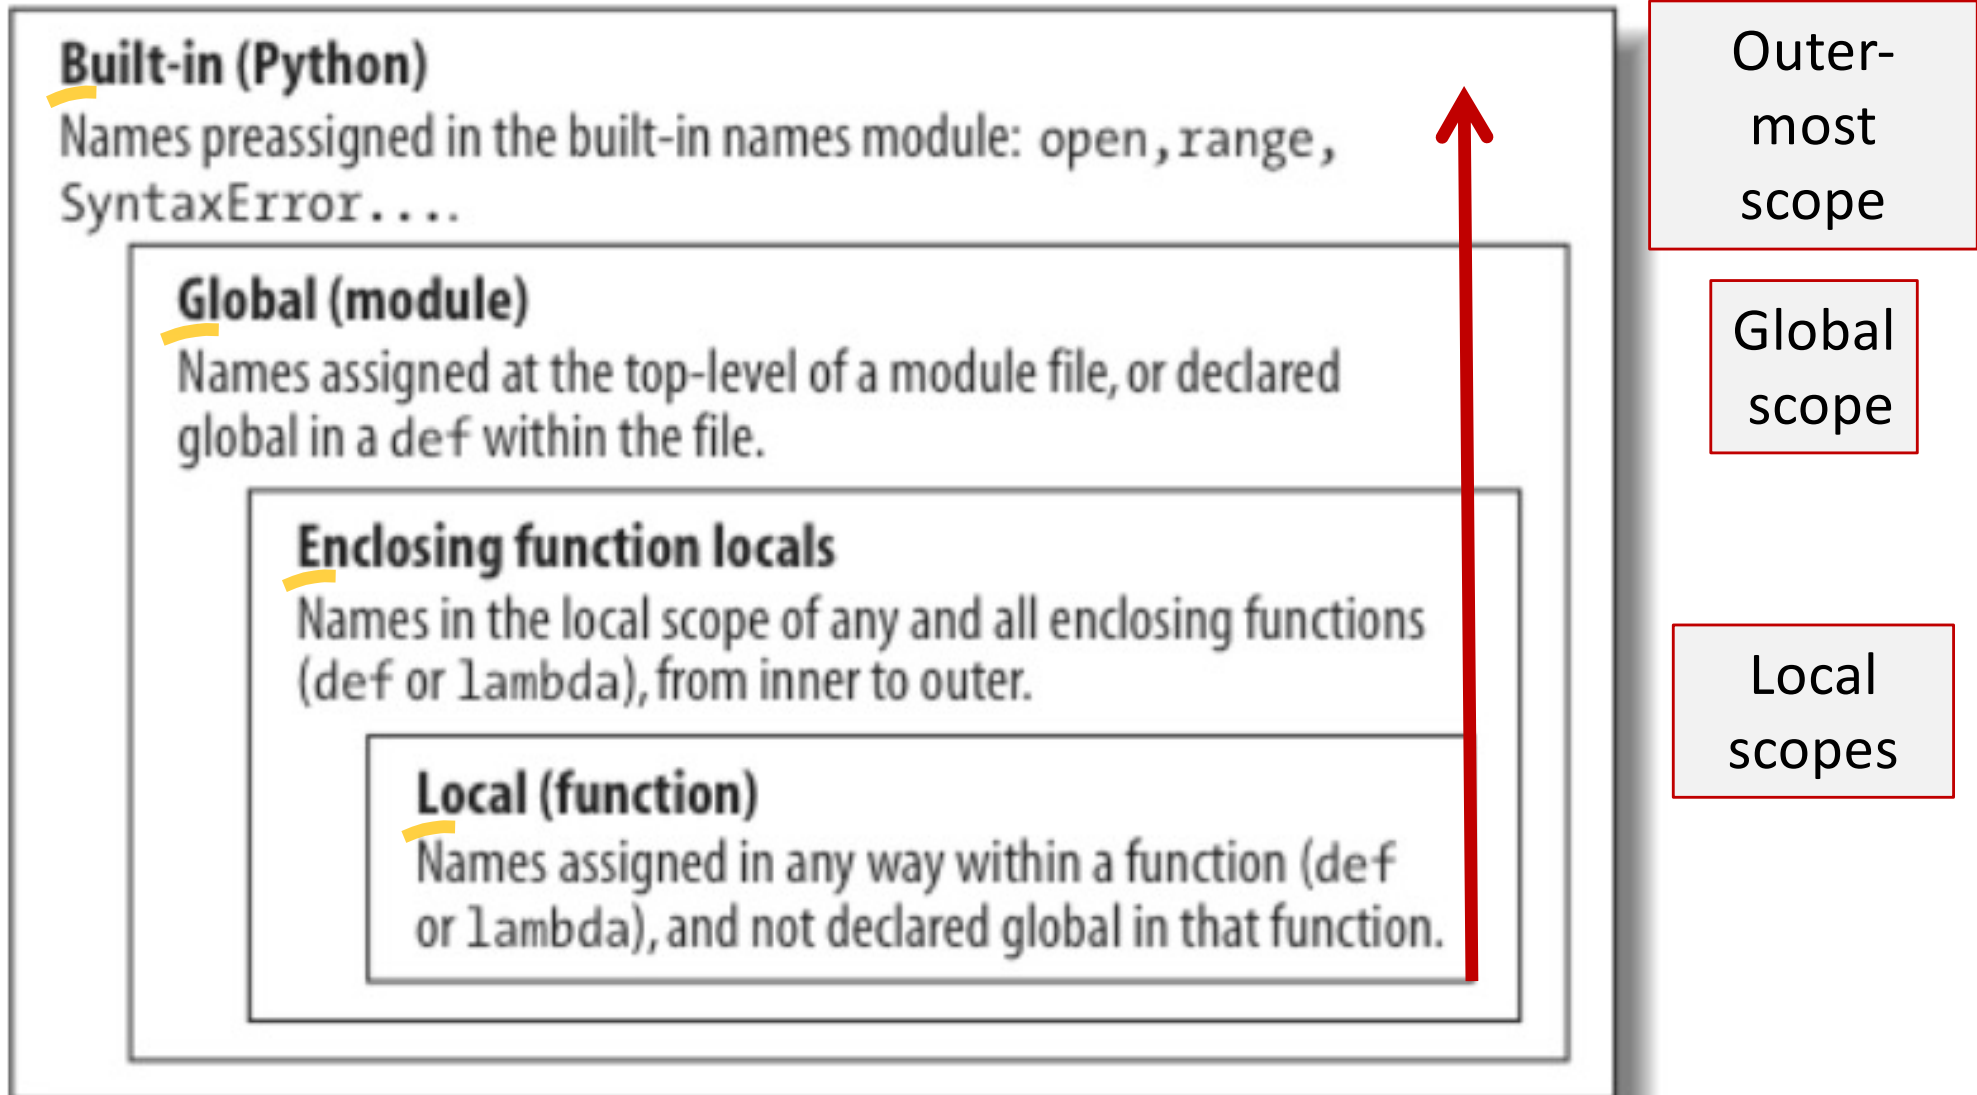 Built-in (Python)
Names preassigned in the built-in names module: open,range,
SyntaxError....
Global (module)
Names assigned at the top-level of a module file, or declared
global in a def within the file.
Enclosing function locals
Names in the local scope of any and all enclosing functions
(def or lambda), from inner to outer.
Local (function)
Names assigned in any way within a function (def
or lambda), and not declared global in that function.
Outer-
most
scope
Global
scope
Local
scopes